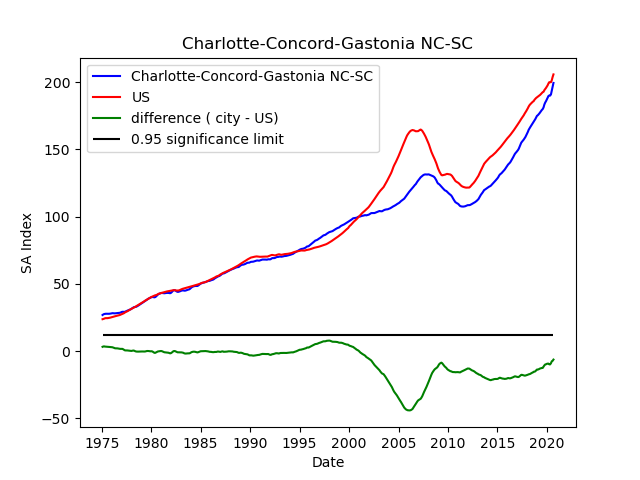 Charlotte-Concord-Gastonia NC-SC
Charlotte-Concord-Gastonia NC-SC
US
difference ( city - US)
0.95 significance limit
SA Index
200
150
100
50
0
−50
1975 1980 1985 1990 1995 2000 2005 2010 2015 2020
Date